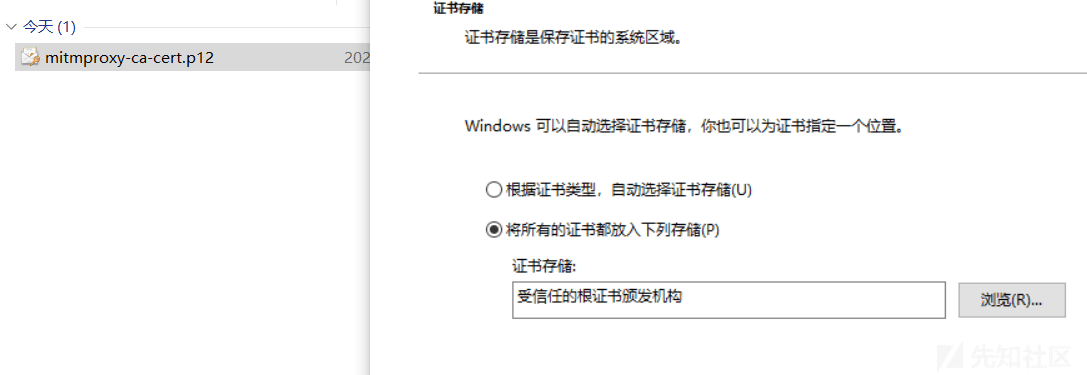 今天 (1)
mitmproxy-ca-cert.p12
202
证书存储
证书存储是保存证书的系统区域。
Windows 可以自动选择证书存储，你也可以为证书指定一个位置。
根据证书类型，自动选择证书存储(U)
将所有的证书都放入下列存储(P)
证书存储:
受信任的根证书颁发机构
浏览(R)...
先知社区